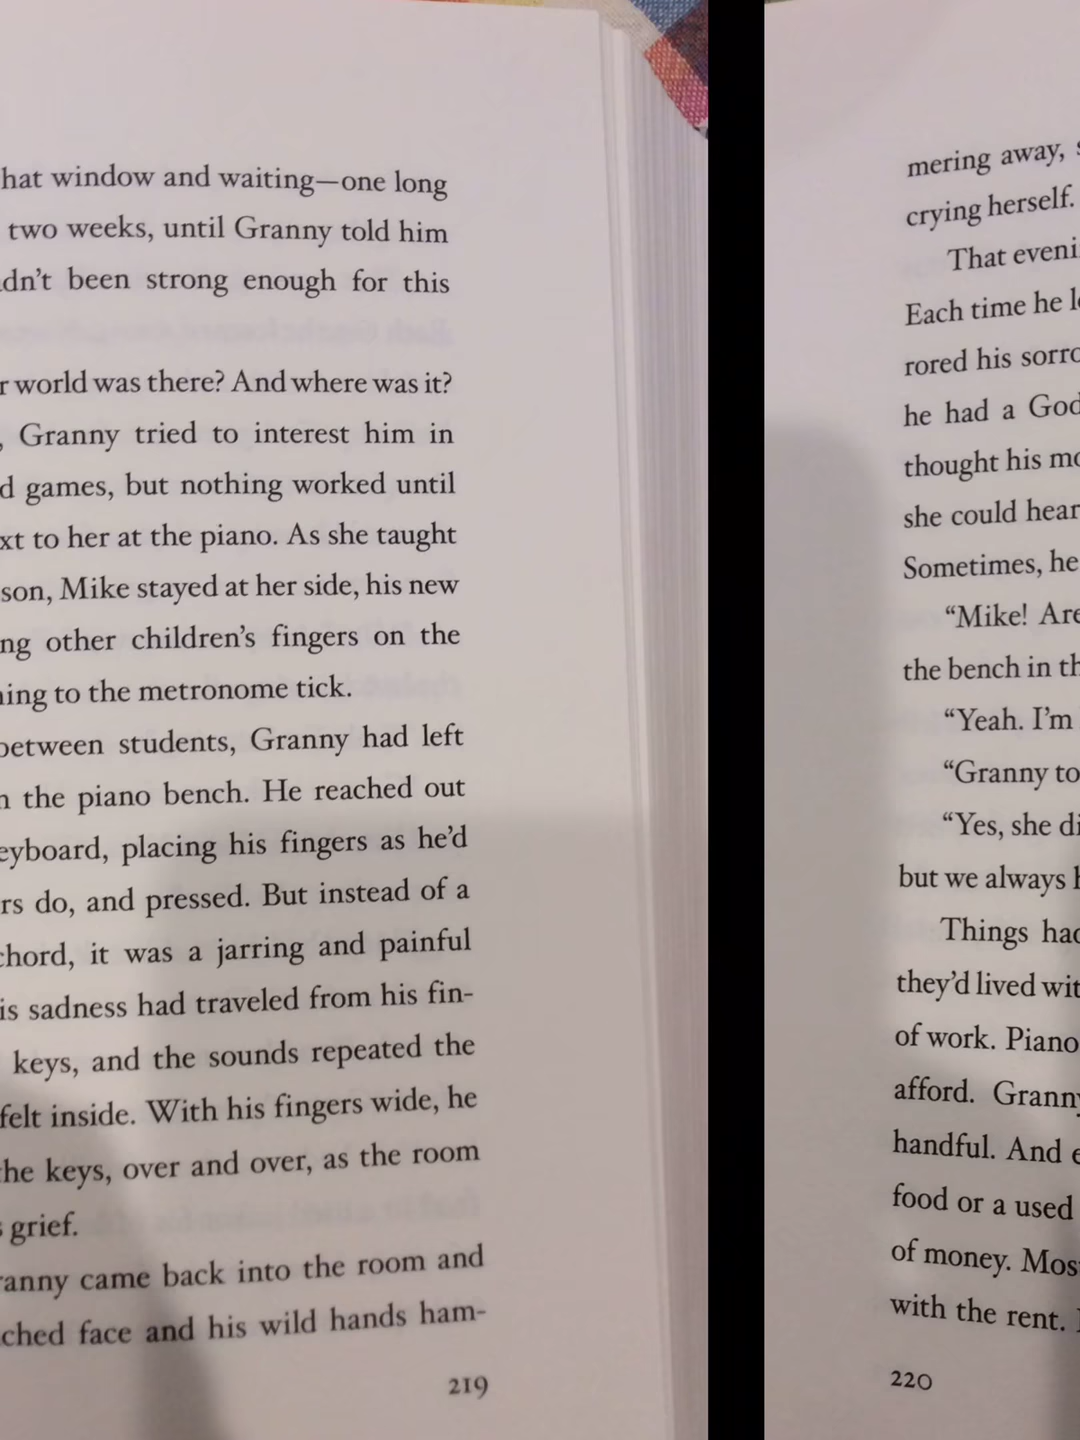 hat window and waiting—one long
two weeks, until Granny told him
dn't been strong enough for this
r world was there? And where was it?
, Granny tried to interest him in
d games, but nothing worked until
xt to her at the piano. As she taught
son, Mike stayed at her side, his new
ng other children's fingers on the
ning to the metronome tick.
between students, Granny had left
n the piano bench. He reached out
eyboard, placing his fingers as he'd
rs do, and pressed. But instead of a
chord, it was a jarring and painful
is sadness had traveled from his fin-
keys, and the sounds repeated the
felt inside. With his fingers wide, he
the keys, over and over, as the room
s grief.
ranny came back into the room and
ched face and his wild hands ham-
219
mering away, s
crying herself.
That eveni
Each time he l
rored his sorro
he had a God
thought his mo
she could hear
Sometimes, he
"Mike! Are
the bench in th
"Yeah. I'm
"Granny to
"Yes, she di
but we always h
Things had
they'd lived wit
of work. Piano
afford. Granny
handful. And e
food or a used
of money. Mos
with the rent.
220